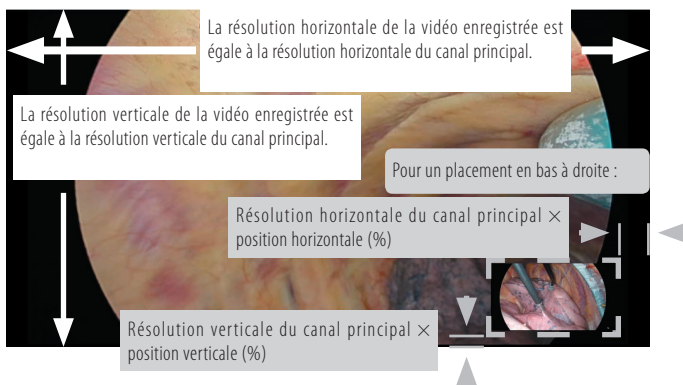 La résolution horizontale de la vidéo enregistrée est
égale à la résolution horizontale du canal principal.
La résolution verticale de la vidéo enregistrée est
égale à la résolution verticale du canal principal.
Pour un placement en bas à droite :
Résolution horizontale du canal principal ×
position horizontale (%)
Résolution verticale du canal principal ×
position verticale (%)